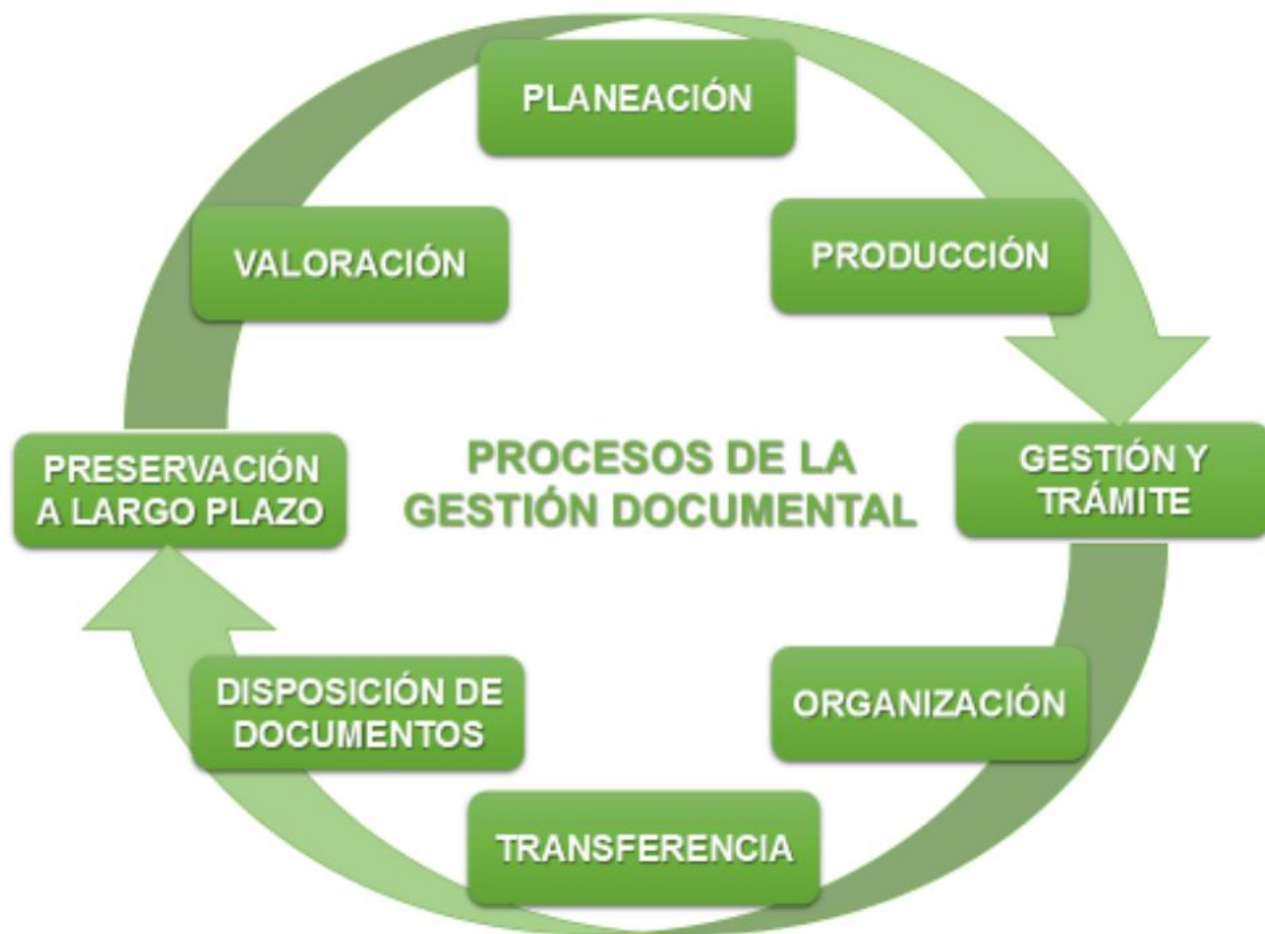 PLANEACIÓN
PRODUCCIÓN
VALORACIÓN
GESTIÓN Y
TRÁMITE
PROCESOS DE LA
GESTIÓN DOCUMENTAL
PRESERVACIÓN
A LARGO PLAZO
ORGANIZACIÓN
DISPOSICIÓN DE
DOCUMENTOS
TRANSFERENCIA